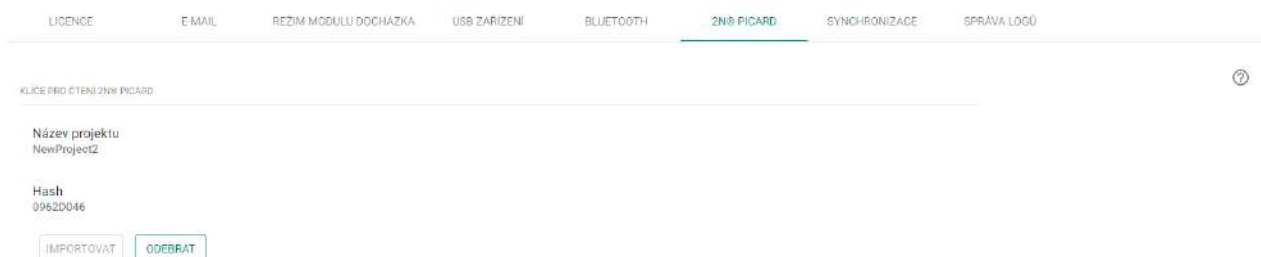 LICENCE E-MAIL REŽIM MODULU DOCHÁZKA USB ZAŘÍZENÍ BLUETOOTH 2N® PICARD SYNCHRONIZACE SPRÁVA LOGŮ
KLÍČE PRO ČTENÍ 2N® PICARD
Název projektu
NewProject2
Hash
0962D046
IMPORTOVAT ODEBRAT